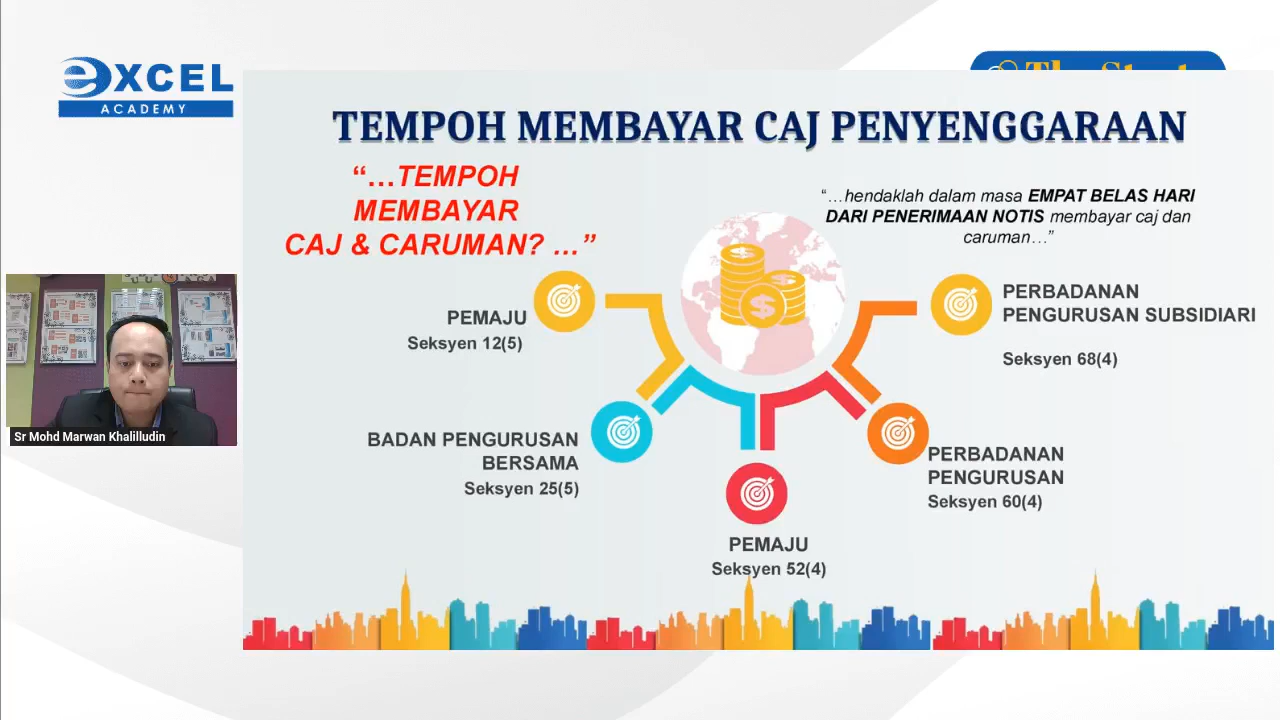 eXCEL
ACADEMY
TEMPOH MEMBAYAR CAJ PENYENGGARAAN
“…TEMPOH
MEMBAYAR
CAJ & CARUMAN? …”
“…hendaklah dalam masa EMPAT BELAS HARI
DARI PENERIMAAN NOTIS membayar caj dan
caruman…”
PEMAJU
Seksyen 12(5)
BADAN PENGURUSAN
BERSAMA
Seksyen 25(5)
PEMAJU
Seksyen 52(4)
PERBADANAN
PENGURUSAN
Seksyen 60(4)
PERBADANAN
PENGURUSAN SUBSIDIARI
Seksyen 68(4)
Sr Mohd Marwan Khalilludin